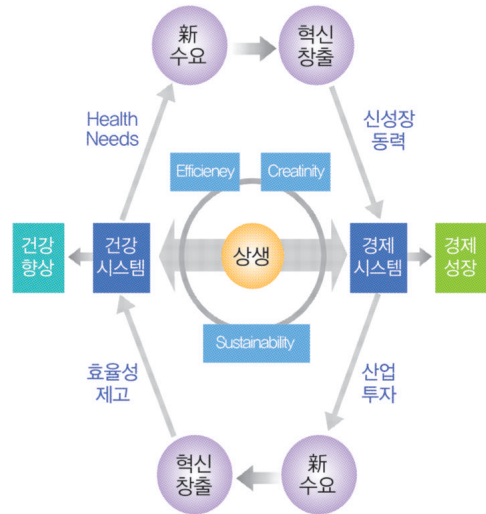 新
수요
혁신
창출
Health
Needs
신성장
동력
Efficieney
Creatinity
건강
향상
건강
시스템
상생
경제
시스템
경제
성장
Sustainability
효율성
제고
산업
투자
혁신
창출
新
수요